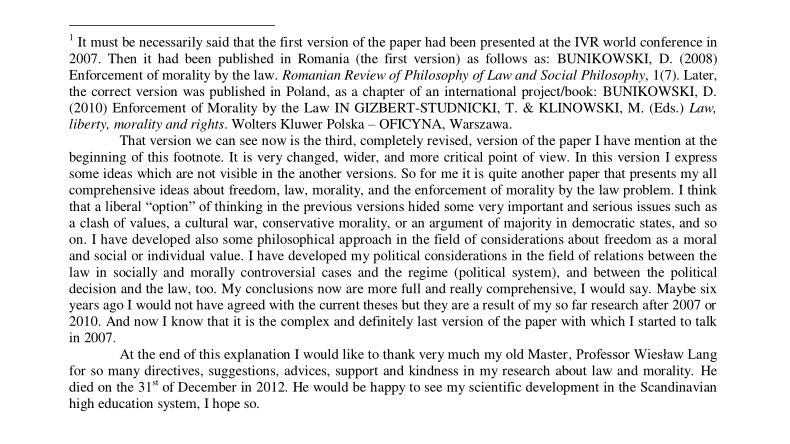 1 It must be necessarily said that the first version of the paper had been presented at the IVR world conference in
2007. Then it had been published in Romania (the first version) as follows as: BUNIKOWSKI, D. (2008)
Enforcement of morality by the law. Romanian Review of Philosophy of Law and Social Philosophy, 1(7). Later,
the correct version was published in Poland, as a chapter of an international project/book: BUNIKOWSKI, D.
(2010) Enforcement of Morality by the Law IN GIZBERT-STUDNICKI, T. & KLINOWSKI, M. (Eds.) Law,
liberty, morality and rights. Wolters Kluwer Polska – OFICYNA, Warszawa.
That version we can see now is the third, completely revised, version of the paper I have mention at the
beginning of this footnote. It is very changed, wider, and more critical point of view. In this version I express
some ideas which are not visible in the another versions. So for me it is quite another paper that presents my all
comprehensive ideas about freedom, law, morality, and the enforcement of morality by the law problem. I think
that a liberal “option” of thinking in the previous versions hided some very important and serious issues such as
a clash of values, a cultural war, conservative morality, or an argument of majority in democratic states, and so
on. I have developed also some philosophical approach in the field of considerations about freedom as a moral
and social or individual value. I have developed my political considerations in the field of relations between the
law in socially and morally controversial cases and the regime (political system), and between the political
decision and the law, too. My conclusions now are more full and really comprehensive, I would say. Maybe six
years ago I would not have agreed with the current theses but they are a result of my so far research after 2007 or
2010. And now I know that it is the complex and definitely last version of the paper with which I started to talk
in 2007.
At the end of this explanation I would like to thank very much my old Master, Professor Wiesław Lang
for so many directives, suggestions, advices, support and kindness in my research about law and morality. He
died on the 31st of December in 2012. He would be happy to see my scientific development in the Scandinavian
high education system, I hope so.